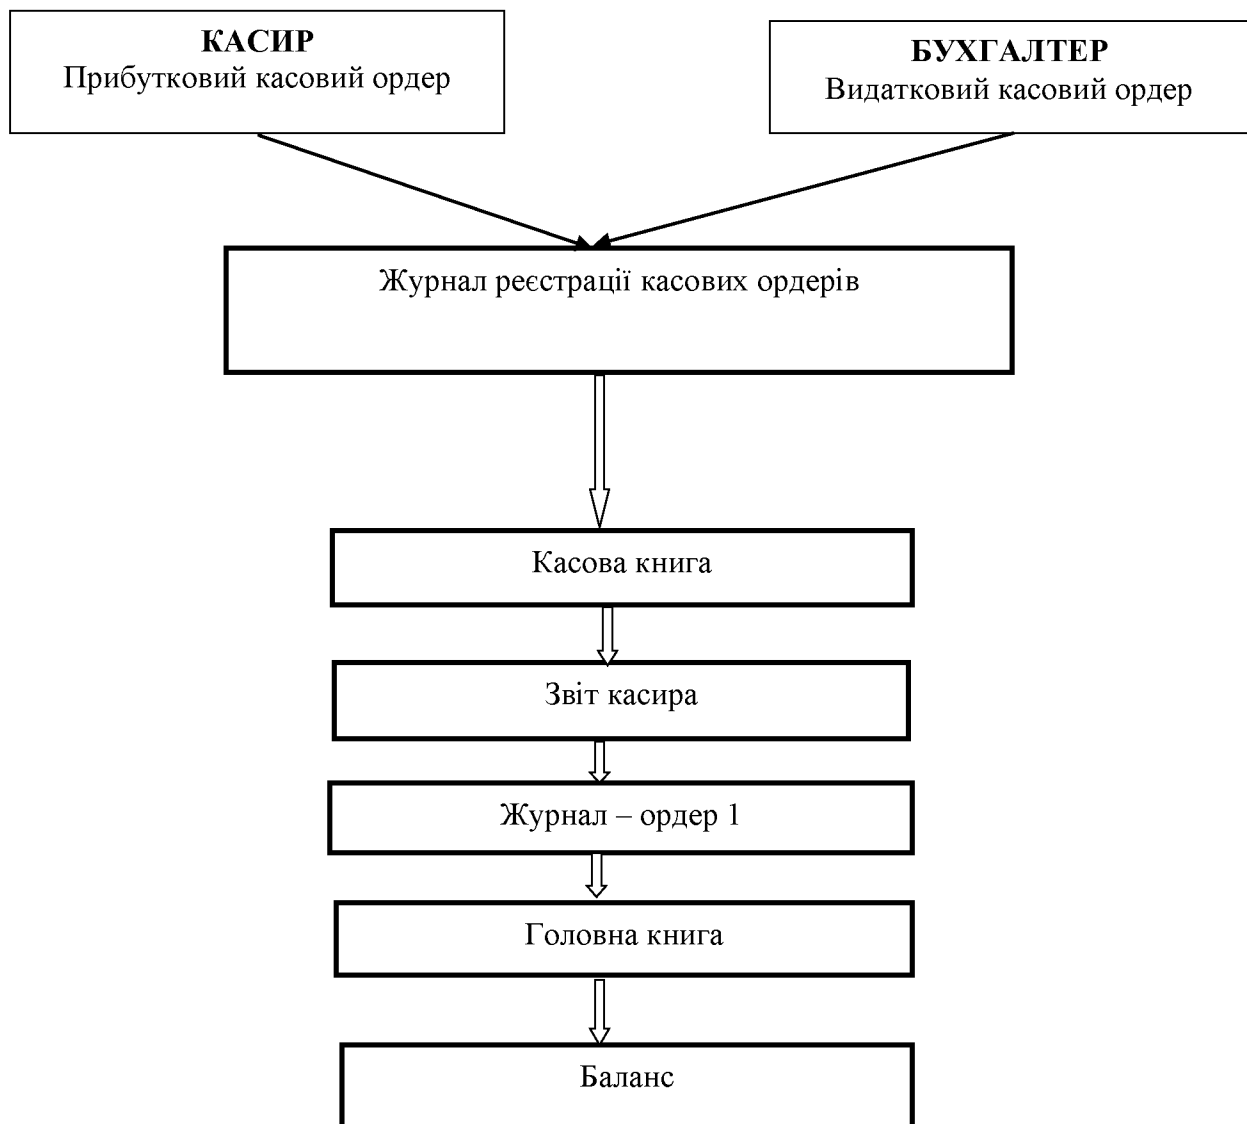 КАСИР
Прибутковий касовий ордер
БУХГАЛТЕР
Видатковий касовий ордер
Журнал реєстрації касових ордерів
Касова книга
Звіт касира
Журнал – ордер 1
Головна книга
Баланс